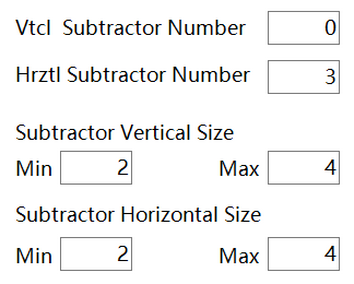 Vtcl  Subtractor Number 0
Hrztl Subtractor Number 3
Subtractor Vertical Size
Min 2 Max 4
Subtractor Horizontal Size
Min 2 Max 4